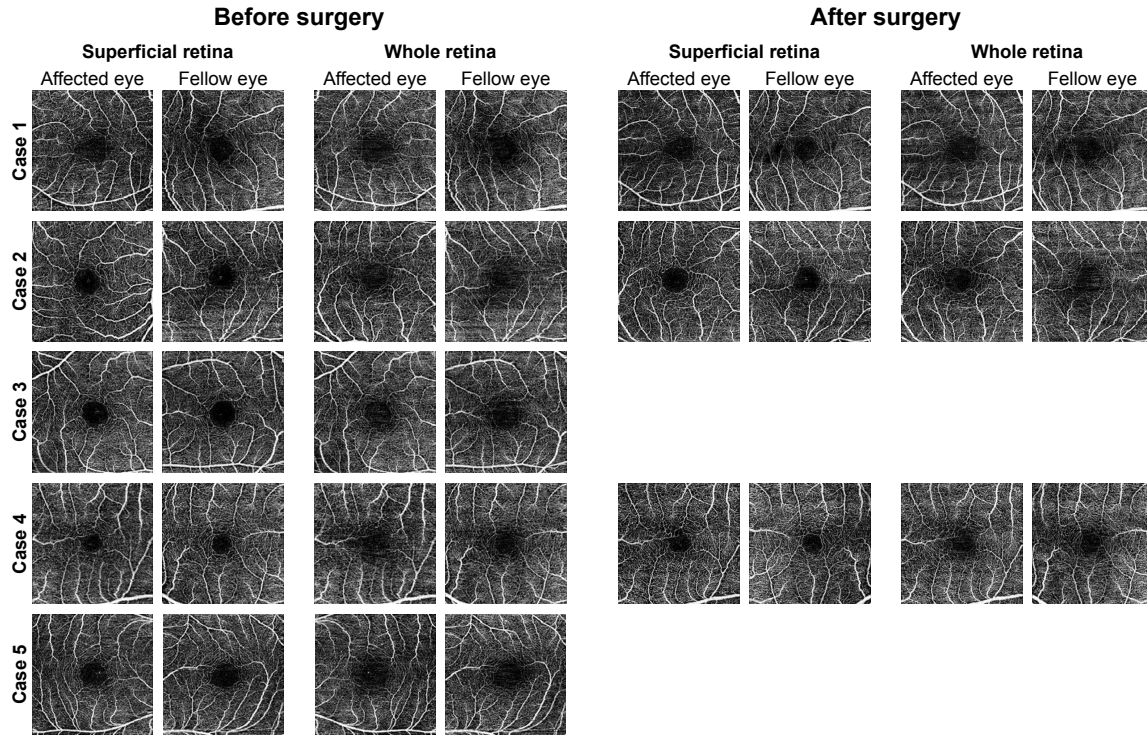 Before surgery After surgery
Superficial retina Whole retina Superficial retina Whole retina
Affected eye Fellow eye Affected eye Fellow eye Affected eye Fellow eye Affected eye Fellow eye
Case 1
Case 2
Case 3
Case 4
Case 5